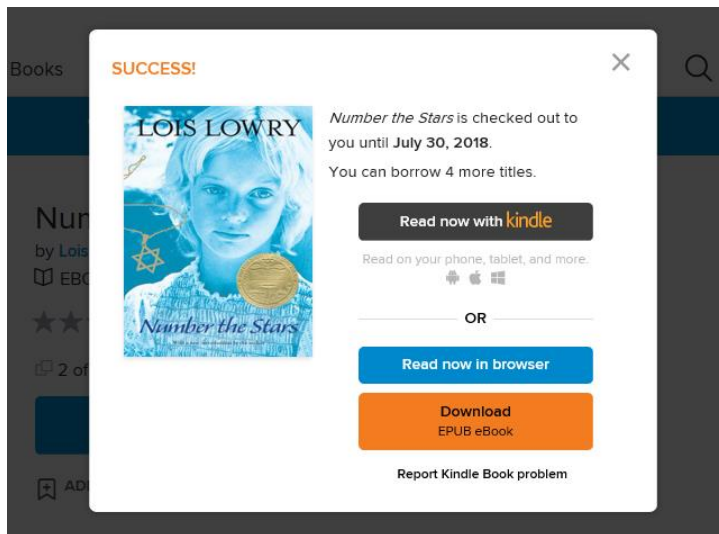 Books
SUCCESS!
LOIS LOWRY
Number the Stars
Number the Stars is checked out to
you until July 30, 2018.
You can borrow 4 more titles.
Read now with kindle
Read on your phone, tablet, and more.
OR
Read now in browser
Download
EPUB eBook
Report Kindle Book problem
Num
by Lois
EBO
2 of
AD